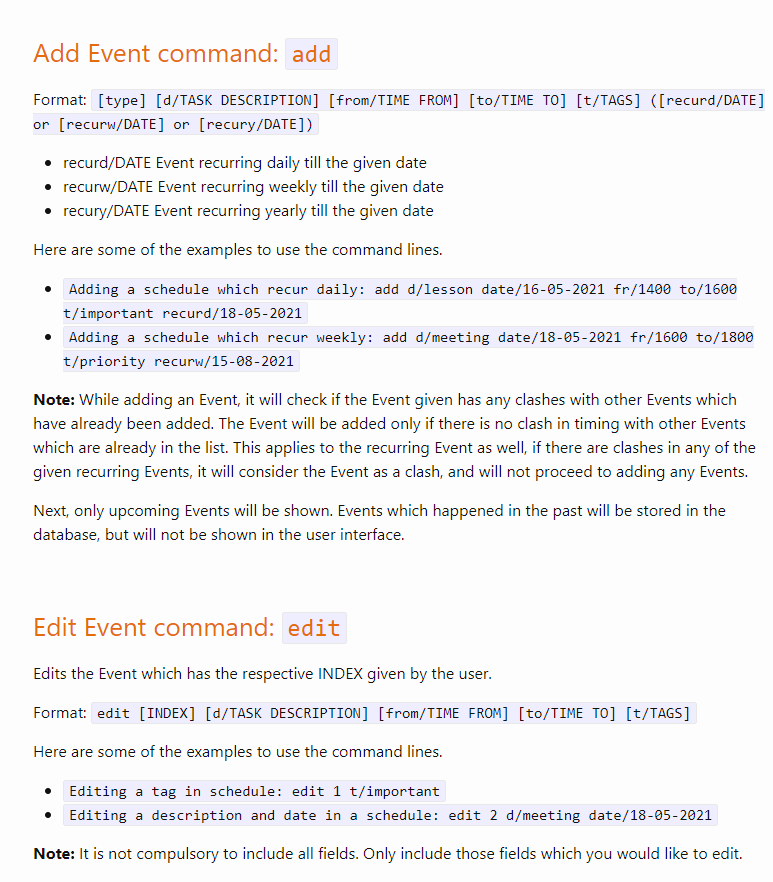 Add Event command: add
Format: [type] [d/TASK DESCRIPTION] [from/TIME FROM] [to/TIME TO] [t/TAGS] ([recurd/DATE]
or [recurw/DATE] or [recury/DATE])
• recurd/DATE Event recurring daily till the given date
• recurw/DATE Event recurring weekly till the given date
• recury/DATE Event recurring yearly till the given date
Here are some of the examples to use the command lines.
• Adding a schedule which recur daily: add d/lesson date/16-05-2021 fr/1400 to/1600
t/important recurd/18-05-2021
• Adding a schedule which recur weekly: add d/meeting date/18-05-2021 fr/1600 to/1800
t/priority recurw/15-08-2021
Note: While adding an Event, it will check if the Event given has any clashes with other Events which
have already been added. The Event will be added only if there is no clash in timing with other Events
which are already in the list. This applies to the recurring Event as well, if there are clashes in any of the
given recurring Events, it will consider the Event as a clash, and will not proceed to adding any Events.
Next, only upcoming Events will be shown. Events which happened in the past will be stored in the
database, but will not be shown in the user interface.
Edit Event command: edit
Edits the Event which has the respective INDEX given by the user.
Format: edit [INDEX] [d/TASK DESCRIPTION] [from/TIME FROM] [to/TIME TO] [t/TAGS]
Here are some of the examples to use the command lines.
• Editing a tag in schedule: edit 1 t/important
• Editing a description and date in a schedule: edit 2 d/meeting date/18-05-2021
Note: It is not compulsory to include all fields. Only include those fields which you would like to edit.